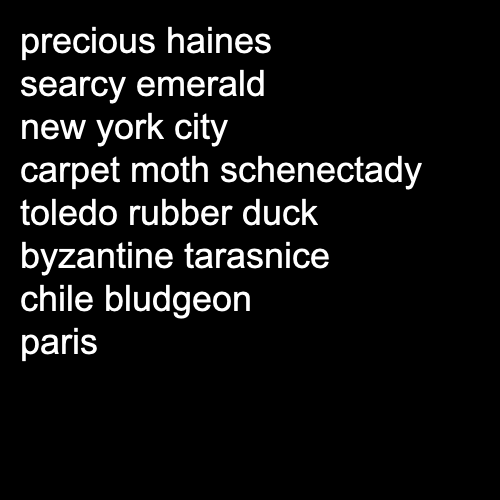 precious haines
searcy emerald
new york city
carpet moth schenectady
toledo rubber duck
byzantine tarasnice
chile bludgeon
paris